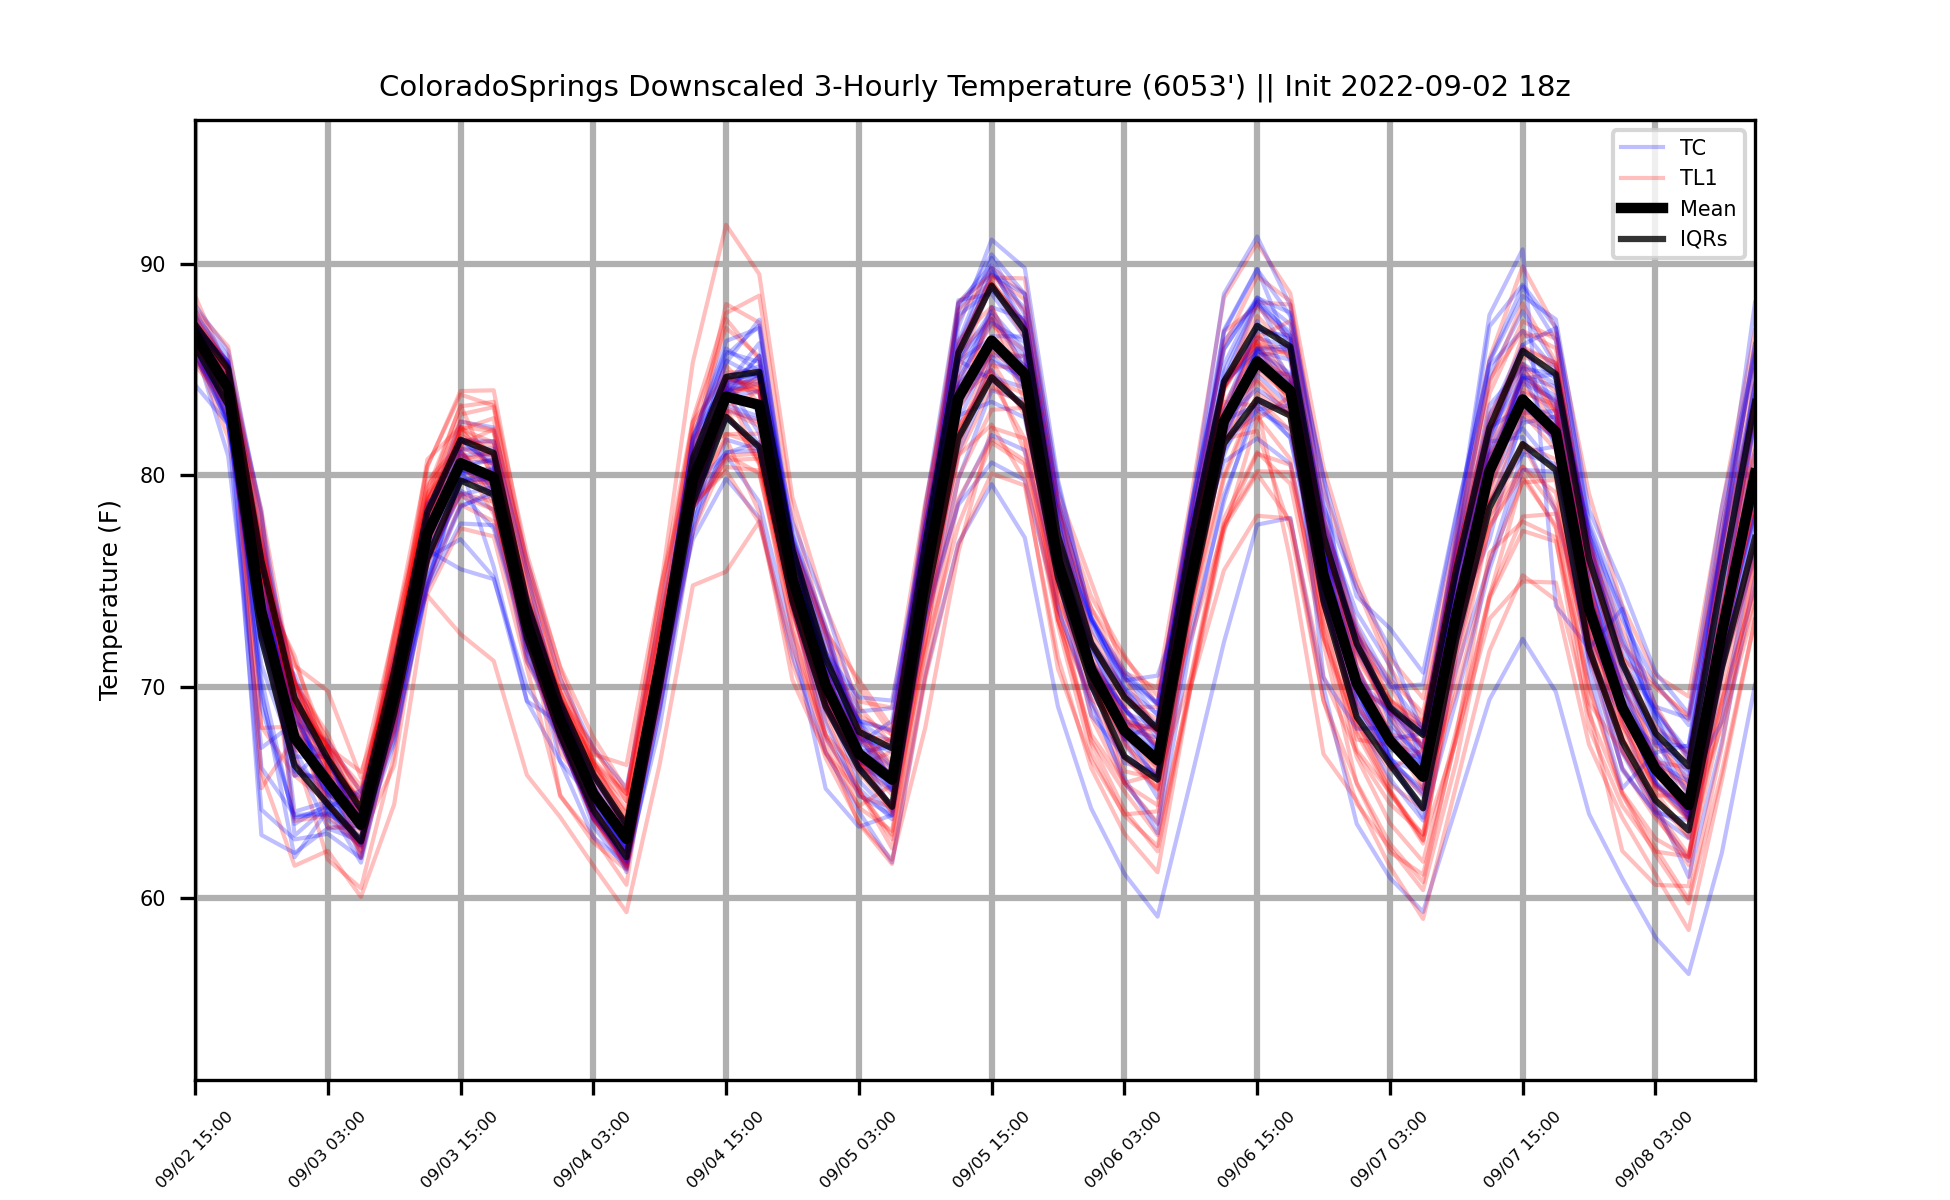 ColoradoSprings Downscaled 3-Hourly Temperature (6053') || Init 2022-09-02 18z
TC
TL1
Mean
IQRs
Temperature (F)
90
80
70
60
09/02 15:00
09/03 03:00
09/03 15:00
09/04 03:00
09/04 15:00
09/05 03:00
09/05 15:00
09/06 03:00
09/06 15:00
09/07 03:00
09/07 15:00
09/08 03:00